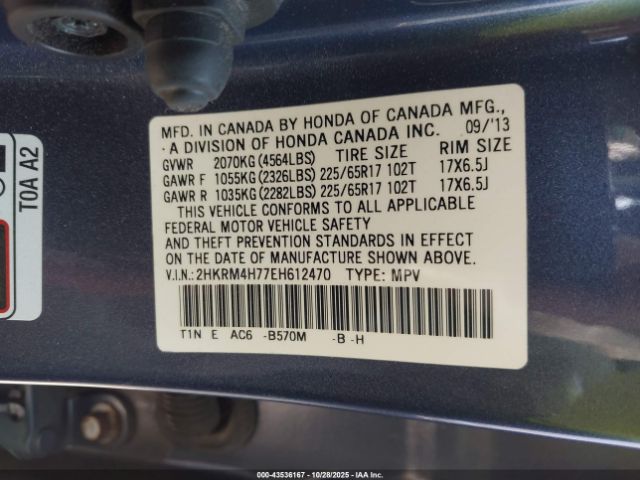 MFD. IN CANADA BY HONDA OF CANADA MFG.,
A DIVISION OF HONDA CANADA INC. 09/'13
GVWR 2070KG(4564LBS) TIRE SIZE RIM SIZE
GAWR F 1055KG(2326LBS) 225/65R17 102T 17X6.5J
GAWR R 1035KG(2282LBS) 225/65R17 102T 17X6.5J
THIS VEHICLE CONFORMS TO ALL APPLICABLE
FEDERAL MOTOR VEHICLE SAFETY
AND THEFT PREVENTION STANDARDS IN EFFECT
ON THE DATE OF MANUFACTURE SHOWN ABOVE.
V.I.N.: 2HKRM4H77EH612470 TYPE: MPV
T1N E AC6 -B570M -B -H
T0A A2
000-43536167 - 10/28/2025 - IAA Inc.